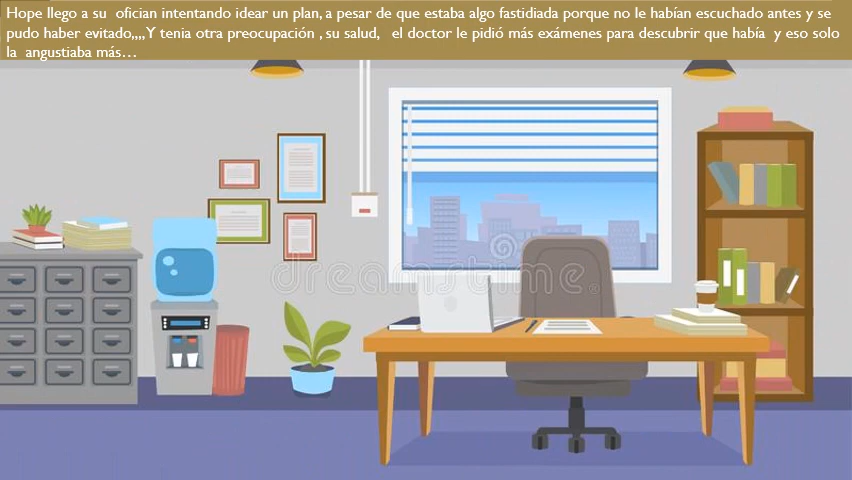 Hope llego a su ofician intentando idear un plan, a pesar de que estaba algo fastidiada porque no le habían escuchado antes y se
pudo haber evitado,,,,Y tenia otra preocupación , su salud, el doctor le pidió más exámenes para descubrir que había y eso solo
la angustiaba más…
dreamstime.com